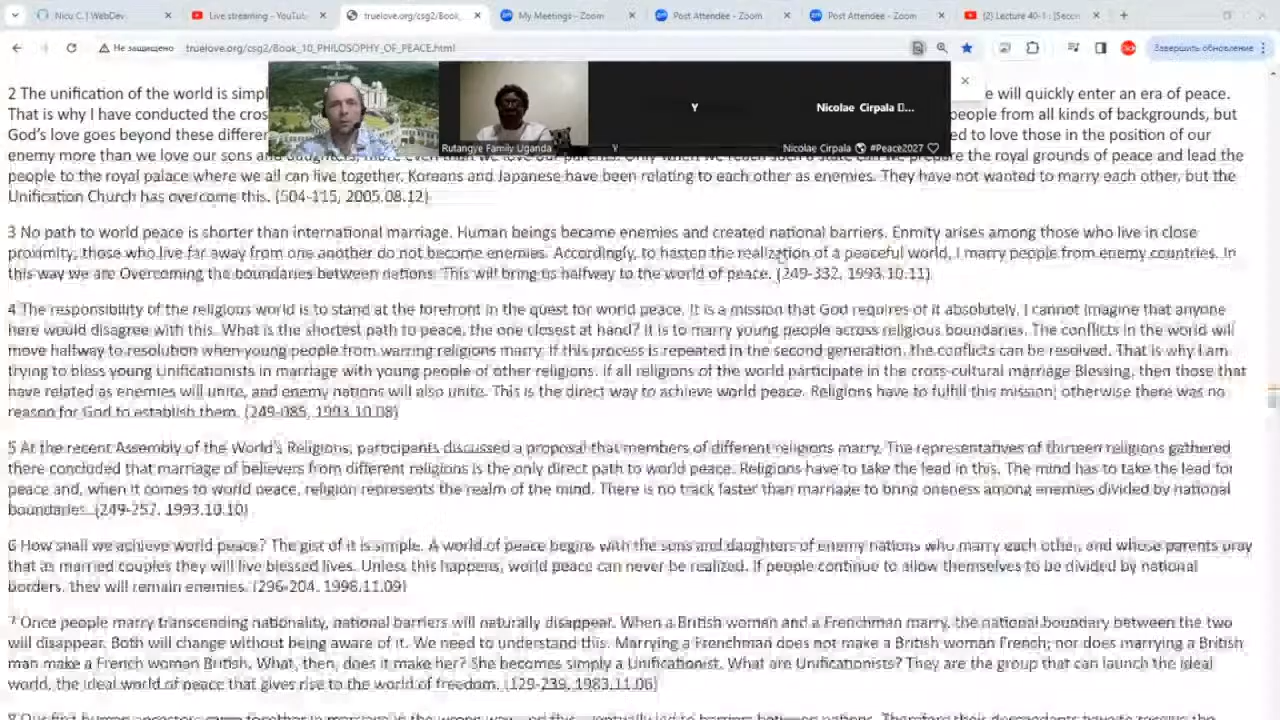 Nicu C.] WebDev
Live streaming - YouTub
truelove.org/csg2/Book_
My Meetings - Zoom
Post Attendee - Zoom
Post Attendee - Zoom
(2) Lecture 40-1 : [Secon
Не защищено
truelove.org/csg2/Book_10_PHILOSOPHY_OF_PEACE.html
Завершить обновление
2 The unification of the world is simpl e will quickly enter an era of peace.
That is why I have conducted the cros people from all kinds of backgrounds, but
God's love goes beyond these differen ed to love those in the position of our
enemy more than we love our sons and daughters, more even than we love our parents. Only when we reach such a state can we prepare the royal grounds of peace and lead the
people to the royal palace where we all can live together. Koreans and Japanese have been relating to each other as enemies. They have not wanted to marry each other, but the
Unification Church has overcome this. (504-115, 2005.08.12)
Y
Nicolae Cirpala
Rutangye Family Uganda
Y
Nicolae Cirpala #Peace2027
3 No path to world peace is shorter than international marriage. Human beings became enemies and created national barriers. Enmity arises among those who live in close
proximity, those who live far away from one another do not become enemies. Accordingly, to hasten the realization of a peaceful world, I marry people from enemy countries. In
this way we are Overcoming the boundaries between nations. This will bring us halfway to the world of peace. (249-332, 1993.10.11)
4 The responsibility of the religious world is to stand at the forefront in the quest for world peace. It is a mission that God requires of it absolutely. I cannot imagine that anyone
here would disagree with this. What is the shortest path to peace, the one closest at hand? It is to marry young people across religious boundaries. The conflicts in the world will
move halfway to resolution when young people from warring religions marry. If this process is repeated in the second generation, the conflicts can be resolved. That is why I am
trying to bless young Unificationists in marriage with young people of other religions. If all religions of the world participate in the cross-cultural marriage Blessing, then those that
have related as enemies will unite, and enemy nations will also unite. This is the direct way to achieve world peace. Religions have to fulfill this mission; otherwise there was no
reason for God to establish them. (249-085, 1993.10.08)
5 At the recent Assembly of the World's Religions, participants discussed a proposal that members of different religions marry. The representatives of thirteen religions gathered
there concluded that marriage of believers from different religions is the only direct path to world peace. Religions have to take the lead in this. The mind has to take the lead for
peace and, when it comes to world peace, religion represents the realm of the mind. There is no track faster than marriage to bring oneness among enemies divided by national
boundaries. (249-257, 1993.10.10)
6 How shall we achieve world peace? The gist of it is simple. A world of peace begins with the sons and daughters of enemy nations who marry each other, and whose parents pray
that as married couples they will live blessed lives. Unless this happens, world peace can never be realized. If people continue to allow themselves to be divided by national
borders, they will remain enemies. (296-204, 1998.11.09)
7 Once people marry transcending nationality, national barriers will naturally disappear. When a British woman and a Frenchman marry, the national boundary between the two
will disappear. Both will change without being aware of it. We need to understand this. Marrying a Frenchman does not make a British woman French; nor does marrying a British
man make a French woman British. What, then, does it make her? She becomes simply a Unificationist. What are Unificationists? They are the group that can launch the ideal
world, the ideal world of peace that gives rise to the world of freedom. (129-239, 1983.11.06)